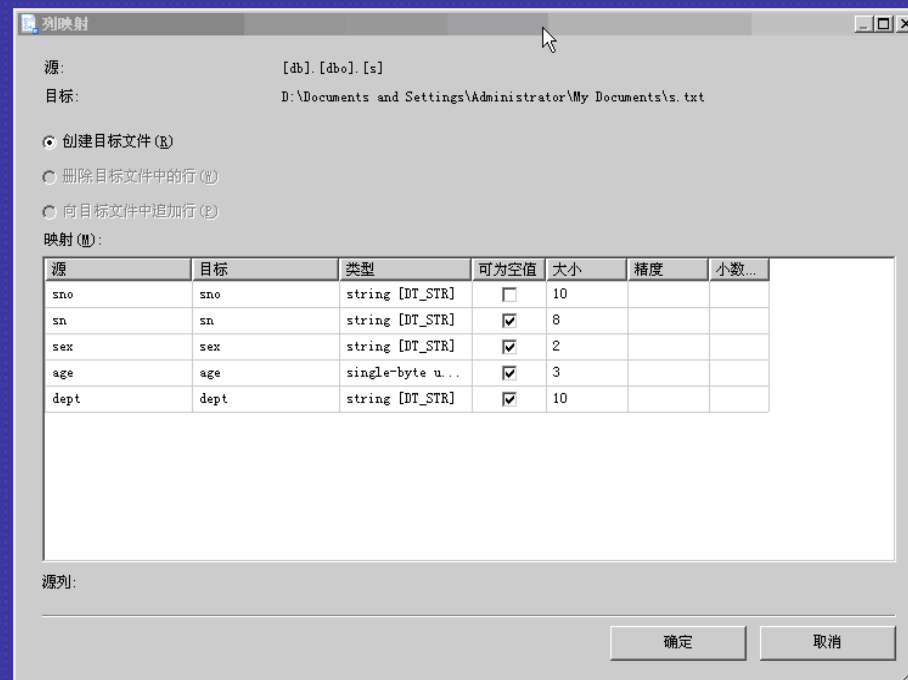 列映射
源: [db].[dbo].[s]
目标: D:\Documents and Settings\Administrator\My Documents\s.txt
创建目标文件(R)
删除目标文件中的行(W)
向目标文件中追加行(P)
映射(M):
源 目标 类型 可为空值 大小 精度 小数...
sno sno string [DT_STR] 10
sn sn string [DT_STR] 8
sex sex string [DT_STR] 2
age age single-byte u... 3
dept dept string [DT_STR] 10
源列:
确定 取消